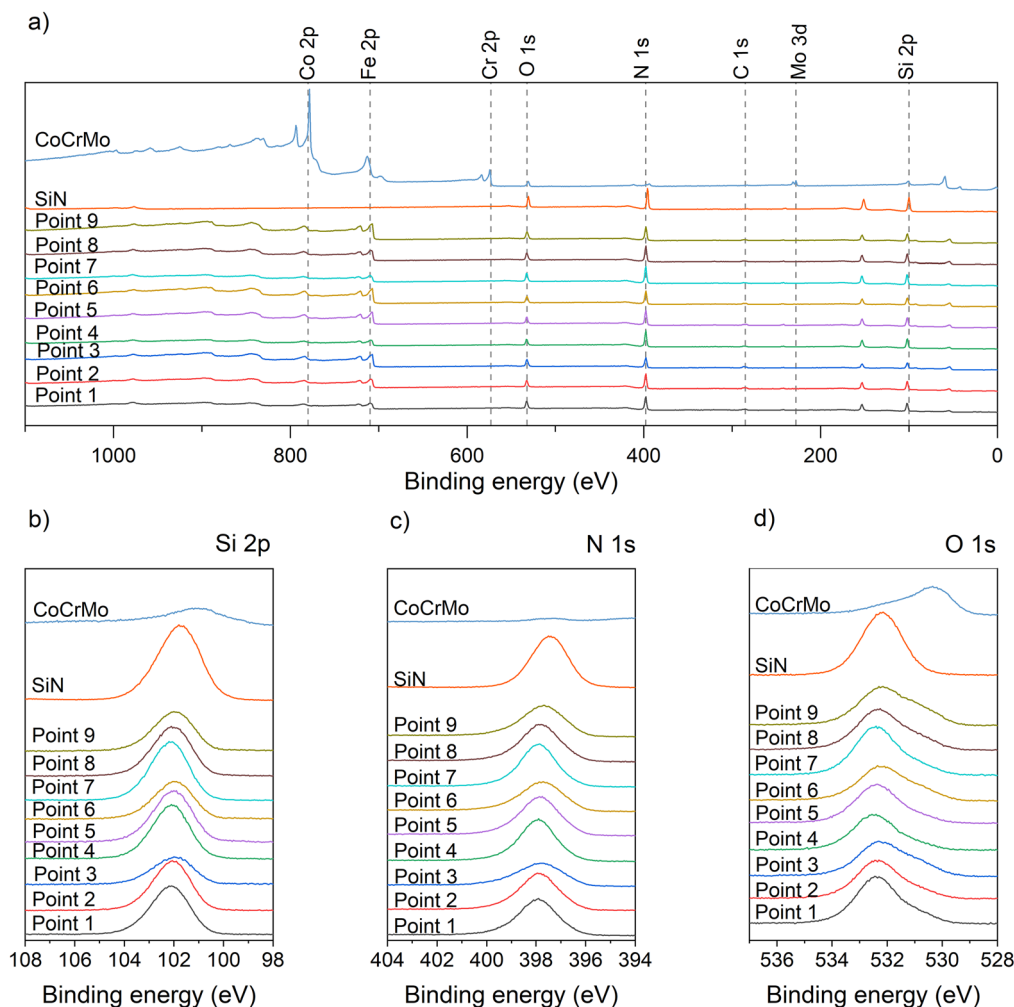 a)
Co 2p
Fe 2p
Cr 2p
O 1s
N 1s
C 1s
Mo 3d
Si 2p
CoCrMo
SiN
Point 9
Point 8
Point 7
Point 6
Point 5
Point 4
Point 3
Point 2
Point 1
1000 800 600 400 200 0
Binding energy (eV)
b)
Si 2p
CoCrMo
SiN
Point 9
Point 8
Point 7
Point 6
Point 5
Point 4
Point 3
Point 2
Point 1
108 106 104 102 100 98
Binding energy (eV)
c)
N 1s
CoCrMo
SiN
Point 9
Point 8
Point 7
Point 6
Point 5
Point 4
Point 3
Point 2
Point 1
404 402 400 398 396 394
Binding energy (eV)
d)
O 1s
CoCrMo
SiN
Point 9
Point 8
Point 7
Point 6
Point 5
Point 4
Point 3
Point 2
Point 1
536 534 532 530 528
Binding energy (eV)